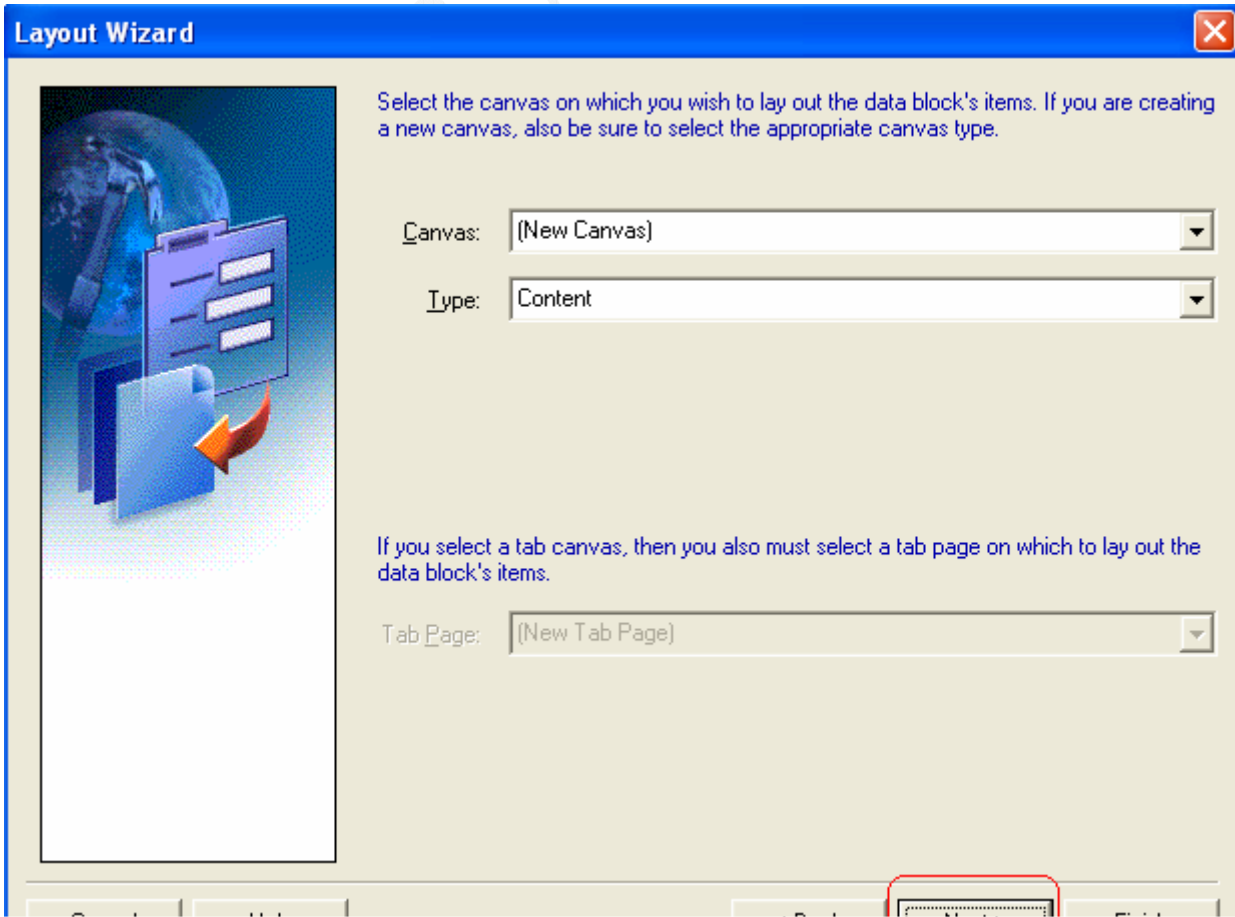 Layout Wizard
Select the canvas on which you wish to lay out the data block's items. If you are creating
a new canvas, also be sure to select the appropriate canvas type.
Canvas: (New Canvas)
Type: Content
If you select a tab canvas, then you also must select a tab page on which to lay out the
data block's items.
Tab Page: (New Tab Page)